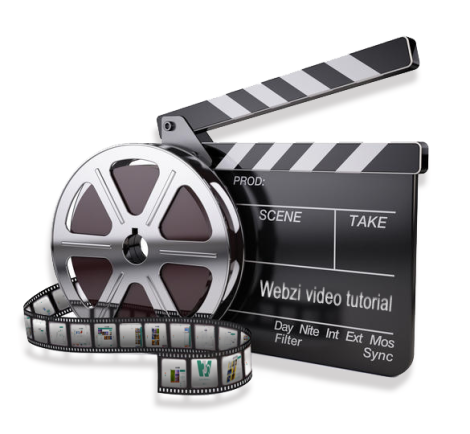 PROD:
SCENE TAKE
Webzi video tutorial
Day Nite Int Ext Mos
Filter Sync